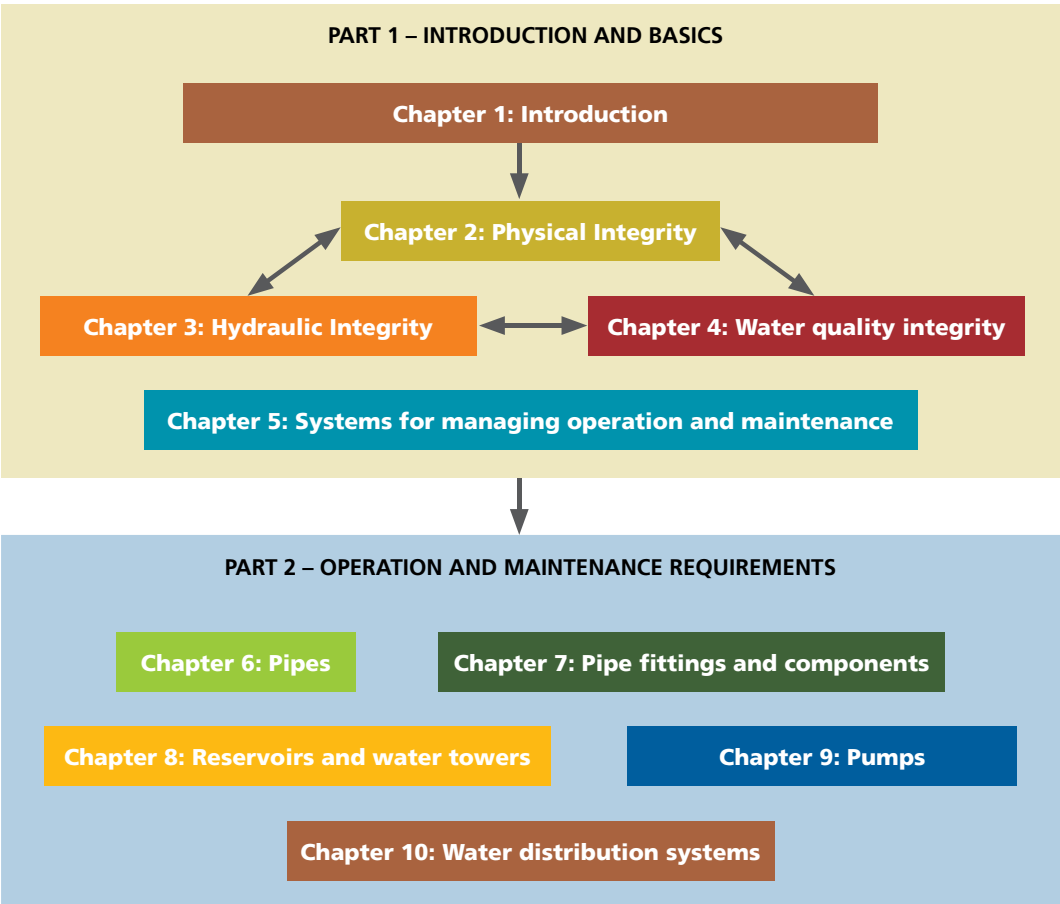 PART 1 – INTRODUCTION AND BASICS
Chapter 1: Introduction
Chapter 2: Physical Integrity
Chapter 3: Hydraulic Integrity
Chapter 4: Water quality integrity
Chapter 5: Systems for managing operation and maintenance
PART 2 – OPERATION AND MAINTENANCE REQUIREMENTS
Chapter 6: Pipes
Chapter 7: Pipe fittings and components
Chapter 8: Reservoirs and water towers
Chapter 9: Pumps
Chapter 10: Water distribution systems